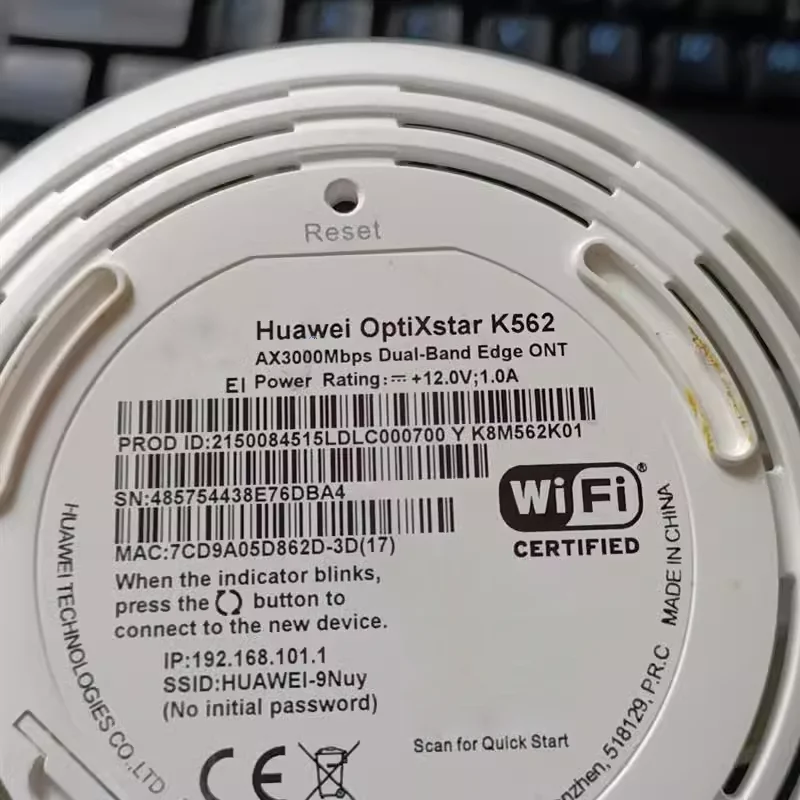 Reset
Huawei OptiXstar K562
AX3000Mbps Dual-Band Edge ONT
EI Power Rating:⎓ +12.0V;1.0A
PROD ID:2150084515LDLC000700 Y K8M562K01
SN:485754438E76DBA4
MAC:7CD9A05D862D-3D(17)
WiFi®
CERTIFIED
When the indicator blinks,
press the button to
connect to the new device.
IP:192.168.101.1
SSID:HUAWEI-9Nuy
(No initial password)
CE
Scan for Quick Start
HUAWEI TECHNOLOGIES CO.,LTD
518129, P.R.C MADE IN CHINA